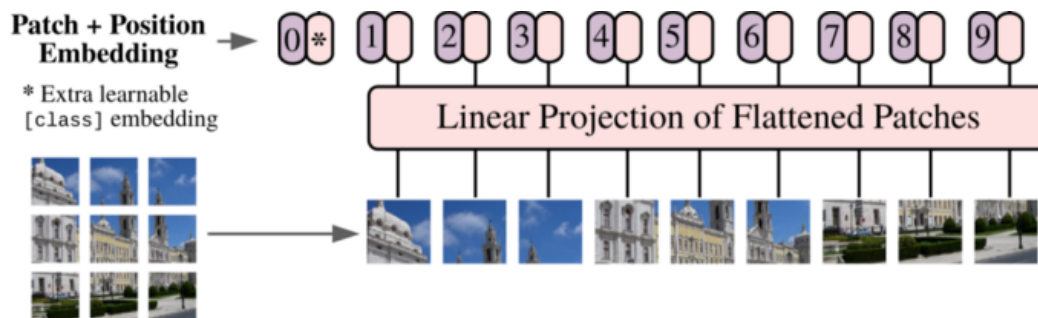 Patch + Position
Embedding
* Extra learnable
[class] embedding
0 * 1 2 3 4 5 6 7 8 9
Linear Projection of Flattened Patches